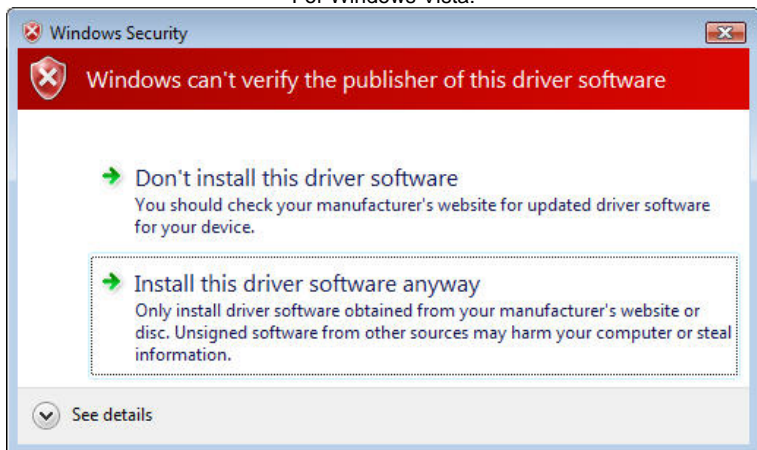 For Windows Vista:
Windows Security
Windows can't verify the publisher of this driver software
Don't install this driver software
You should check your manufacturer's website for updated driver software
for your device.
Install this driver software anyway
Only install driver software obtained from your manufacturer's website or
disc. Unsigned software from other sources may harm your computer or steal
information.
See details